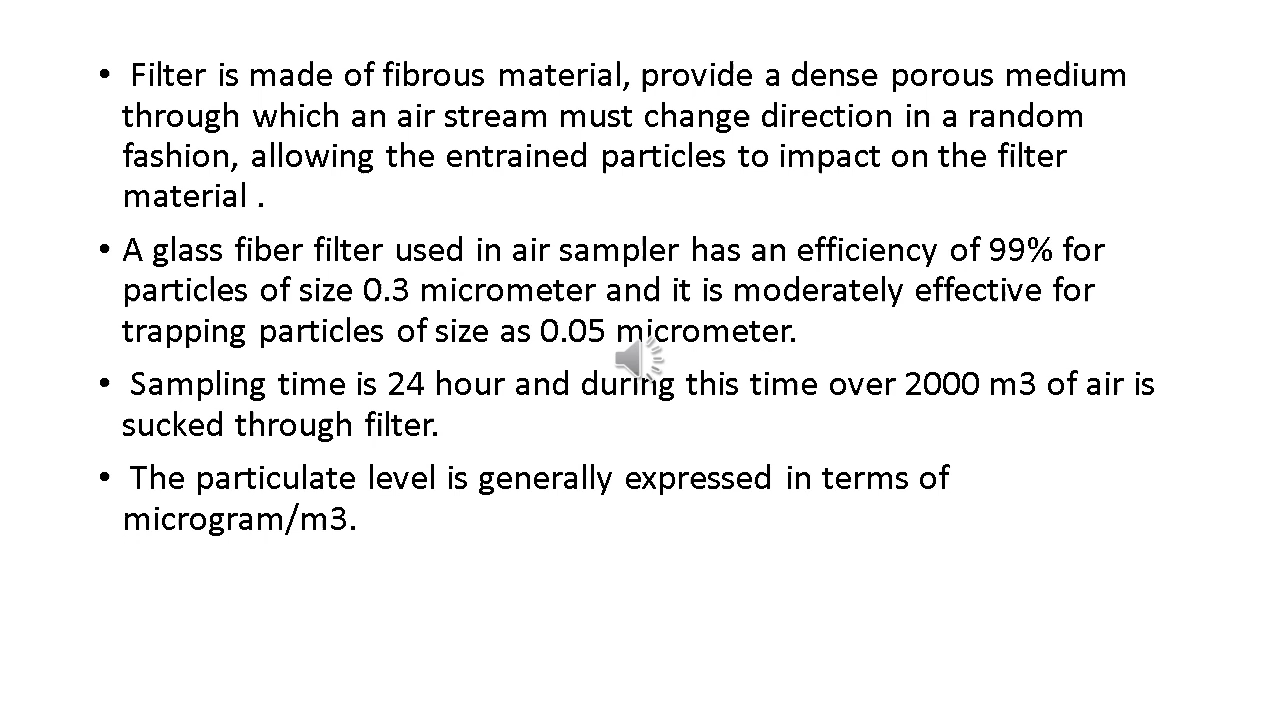 • Filter is made of fibrous material, provide a dense porous medium
through which an air stream must change direction in a random
fashion, allowing the entrained particles to impact on the filter
material .
• A glass fiber filter used in air sampler has an efficiency of 99% for
particles of size 0.3 micrometer and it is moderately effective for
trapping particles of size as 0.05 micrometer.
• Sampling time is 24 hour and during this time over 2000 m3 of air is
sucked through filter.
• The particulate level is generally expressed in terms of
microgram/m3.